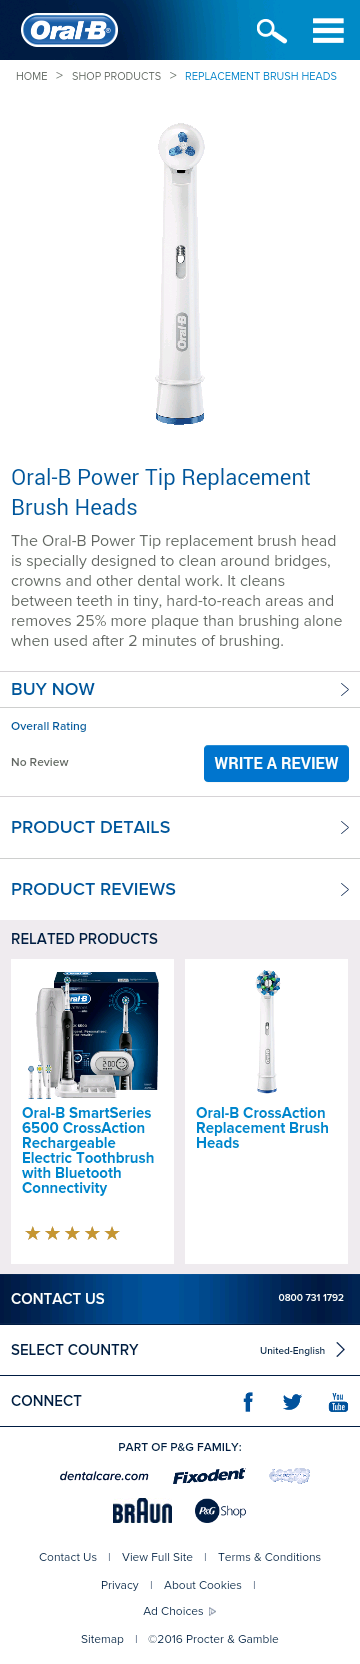 Oral-B
HOME > SHOP PRODUCTS > REPLACEMENT BRUSH HEADS
Oral-B
Oral-B Power Tip Replacement
Brush Heads
The Oral-B Power Tip replacement brush head
is specially designed to clean around bridges,
crowns and other dental work. It cleans
between teeth in tiny, hard-to-reach areas and
removes 25% more plaque than brushing alone
when used after 2 minutes of brushing.
BUY NOW
Overall Rating
No Review
WRITE A REVIEW
PRODUCT DETAILS
PRODUCT REVIEWS
RELATED PRODUCTS
Oral-B
2:00
Oral-B SmartSeries
6500 CrossAction
Rechargeable
Electric Toothbrush
with Bluetooth
Connectivity
Oral-B CrossAction
Replacement Brush
Heads
CONTACT US
0800 731 1792
SELECT COUNTRY
United-English
CONNECT
You
Tube
PART OF P&G FAMILY:
dentalcare.com
Fixodent
BRAUN
P&G Shop
Contact Us | View Full Site | Terms & Conditions
Privacy | About Cookies |
Ad Choices
Sitemap | ©2016 Procter & Gamble